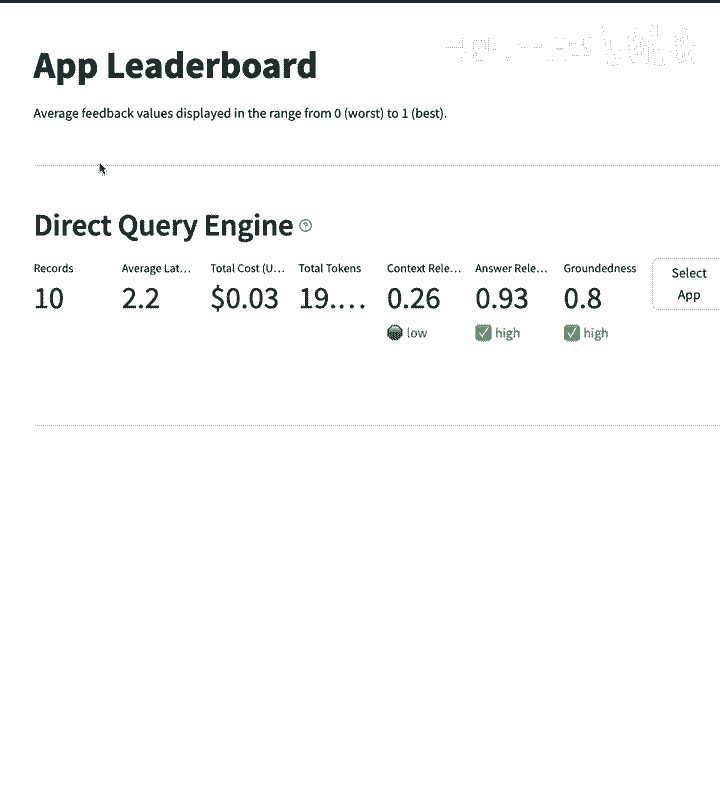 App Leaderboard
Average feedback values displayed in the range from 0 (worst) to 1 (best).
Direct Query Engine
Records Average Lat... Total Cost (U... Total Tokens Context Rele... Answer Rele... Groundedness
10 2.2 $0.03 19.... 0.26 0.93 0.8
Select
App
low high high